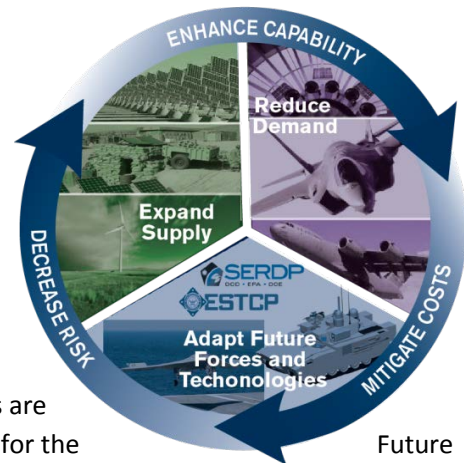 ENHANCE CAPABILITY
Reduce
Demand
Expand
Supply
DECREASE RISK
MITIGATE COSTS
SERDP
DOD • EPA • DOE
ESTCP
Adapt Future
Forces and
Techonologies
s are
for the
Future